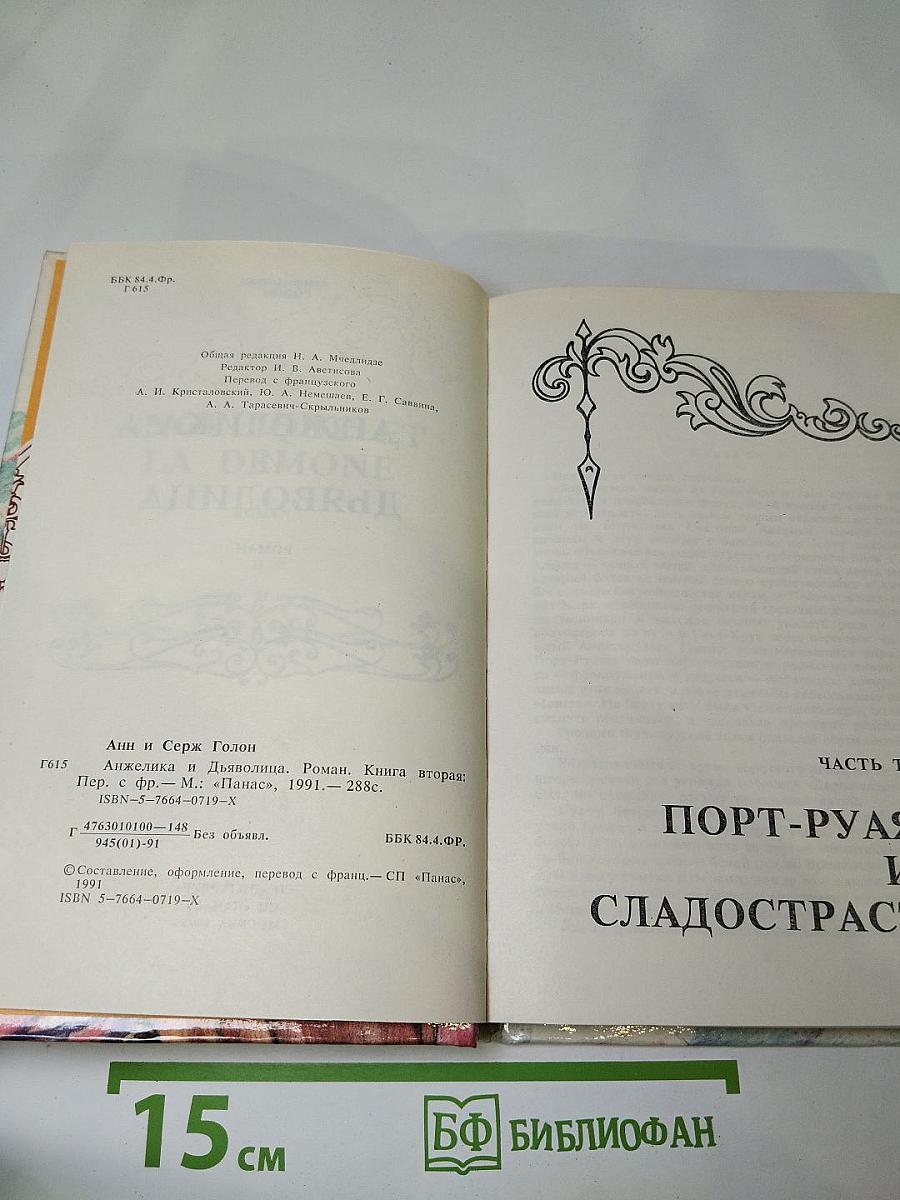 ББК 84.4.Фр.
Г 615
Общая редакция Н. А. Мчедлидзе
Редактор И. В. Аветисова
Перевод с французского
А. И. Кристаловский, Ю. А. Немешаев, Е. Г. Саввина,
А. А. Тарасевич-Скрыльников
Анн и Серж Голон
Г615 Анжелика и Дьяволица. Роман. Книга вторая:
Пер. с фр.— М.: «Панас», 1991.— 288с.
ISBN—5—7664—0719—X
Г 4763010100—148
945(01)-91
Без объявл.
ББК 84.4.ФР.
© Составление, оформление, перевод с франц.— СП «Панас»,
1991
ISBN 5—7664—0719—X
ЧАСТЬ Т
ПОРТ-РУАЯ
И
СЛАДОСТРАСТ
15 см
БФ БИБЛИОФАН